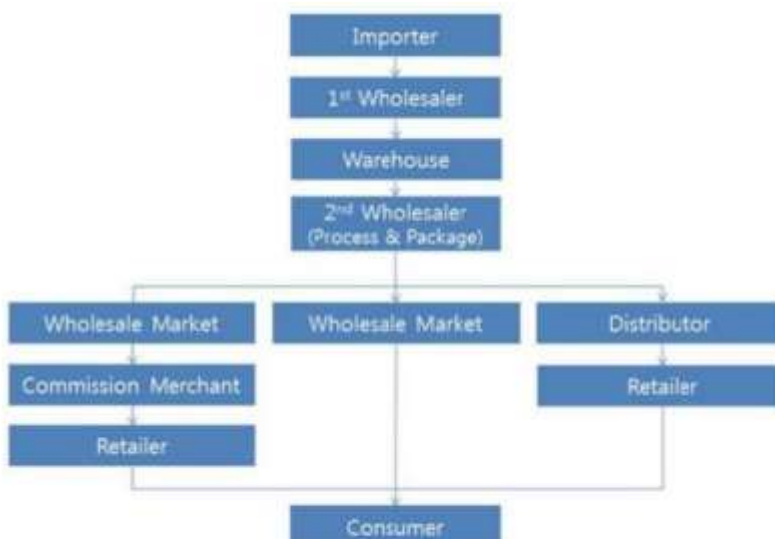 Importer
1st Wholesaler
Warehouse
2nd Wholesaler
(Process & Package)
Wholesale Market
Wholesale Market
Distributor
Commission Merchant
Retailer
Retailer
Consumer